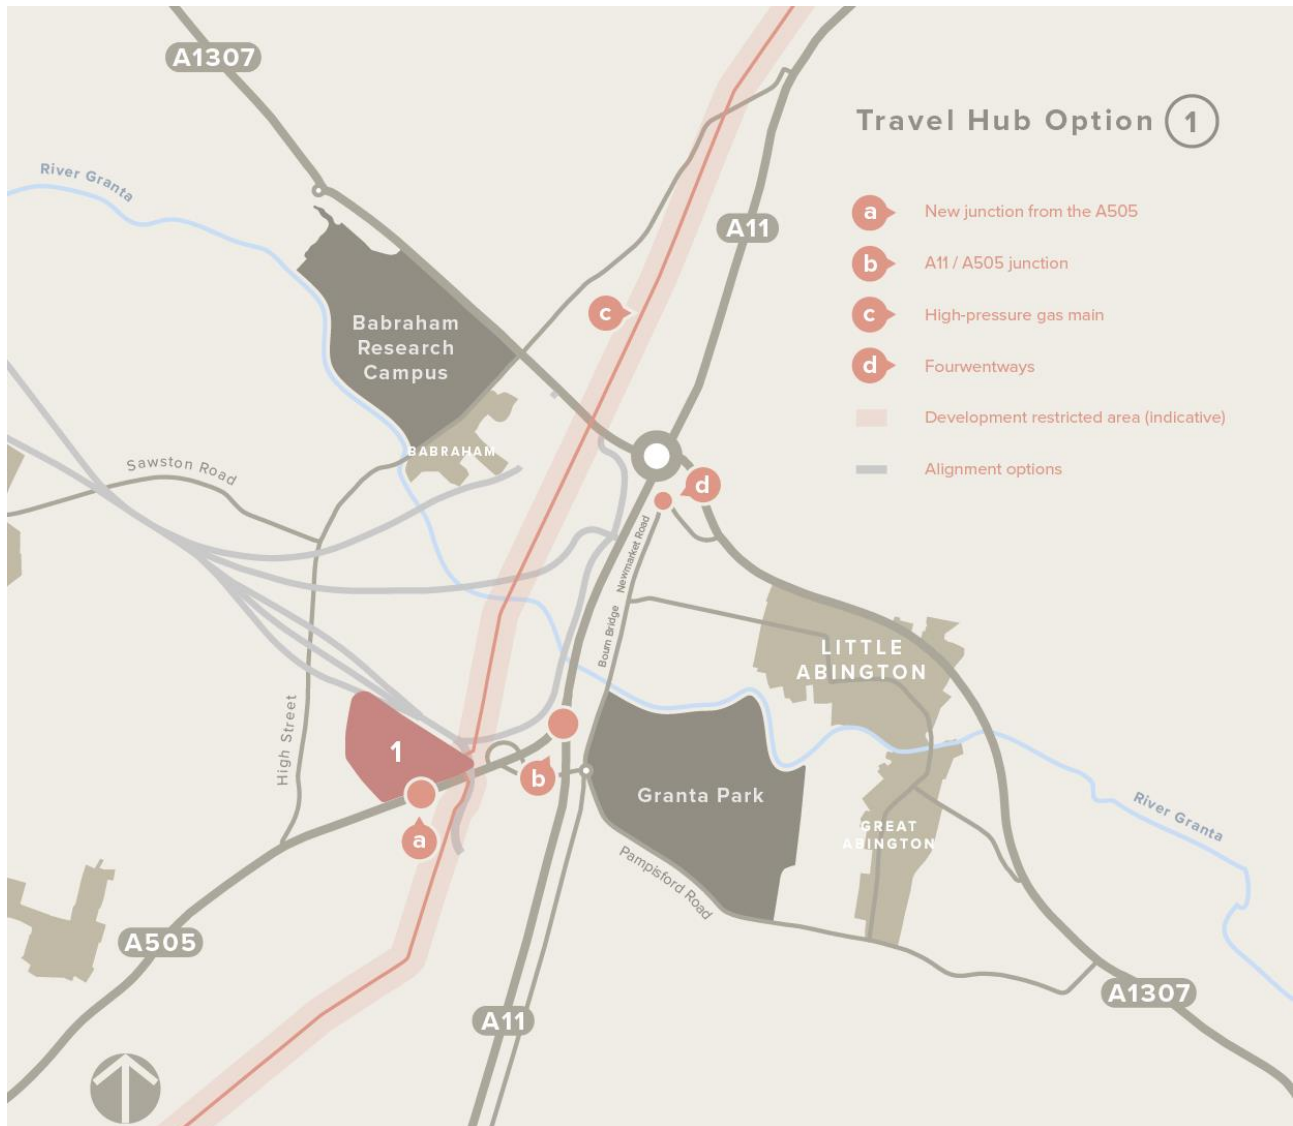 A1307
Travel Hub Option 1
River Granta
a New junction from the A505
A11
b A11 / A505 junction
c High-pressure gas main
c
Babraham
Research
Campus
d Fourwentways
Development restricted area (indicative)
BABRAHAM
Sawston Road
Alignment options
d
Bourn Bridge Newmarket Road
LITTLE
ABINGTON
High Street
1
b
Granta Park
River Granta
a
GREAT
ABINGTON
Pampisford Road
A505
A1307
A11